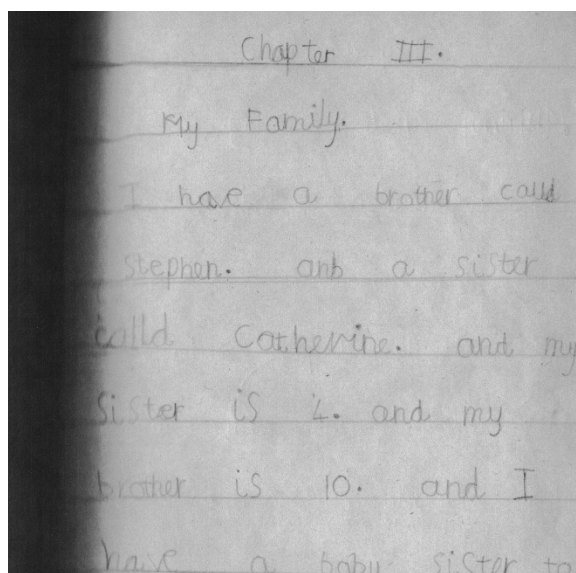 Chapter III.
My Family.
I have a brother calld
Stephen. anb a sister
calld Catherine. and my
sister is 4. and my
brother is 10. and I
have a baby sister to